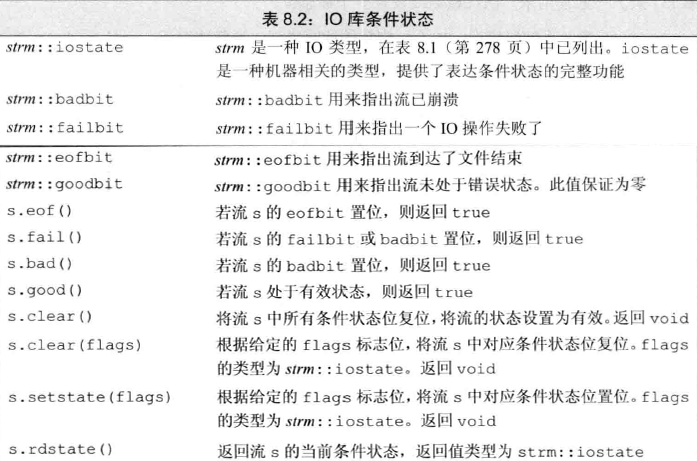 表 8.2：IO 库条件状态
strm::iostate strm 是一种 IO 类型，在表 8.1（第 278 页）中已列出。iostate
是一种机器相关的类型，提供了表达条件状态的完整功能
strm::badbit strm::badbit 用来指出流已崩溃
strm::failbit strm::failbit 用来指出一个 IO 操作失败了
strm::eofbit strm::eofbit 用来指出流到达了文件结束
strm::goodbit strm::goodbit 用来指出流未处于错误状态。此值保证为零
s.eof() 若流 s 的 eofbit 置位，则返回 true
s.fail() 若流 s 的 failbit 或 badbit 置位，则返回 true
s.bad() 若流 s 的 badbit 置位，则返回 true
s.good() 若流 s 处于有效状态，则返回 true
s.clear() 将流 s 中所有条件状态位复位，将流的状态设置为有效。返回 void
s.clear(flags) 根据给定的 flags 标志位，将流 s 中对应条件状态位复位。flags
的类型为 strm::iostate。返回 void
s.setstate(flags) 根据给定的 flags 标志位，将流 s 中对应条件状态位置位。flags
的类型为 strm::iostate。返回 void
s.rdstate() 返回流 s 的当前条件状态，返回值类型为 strm::iostate